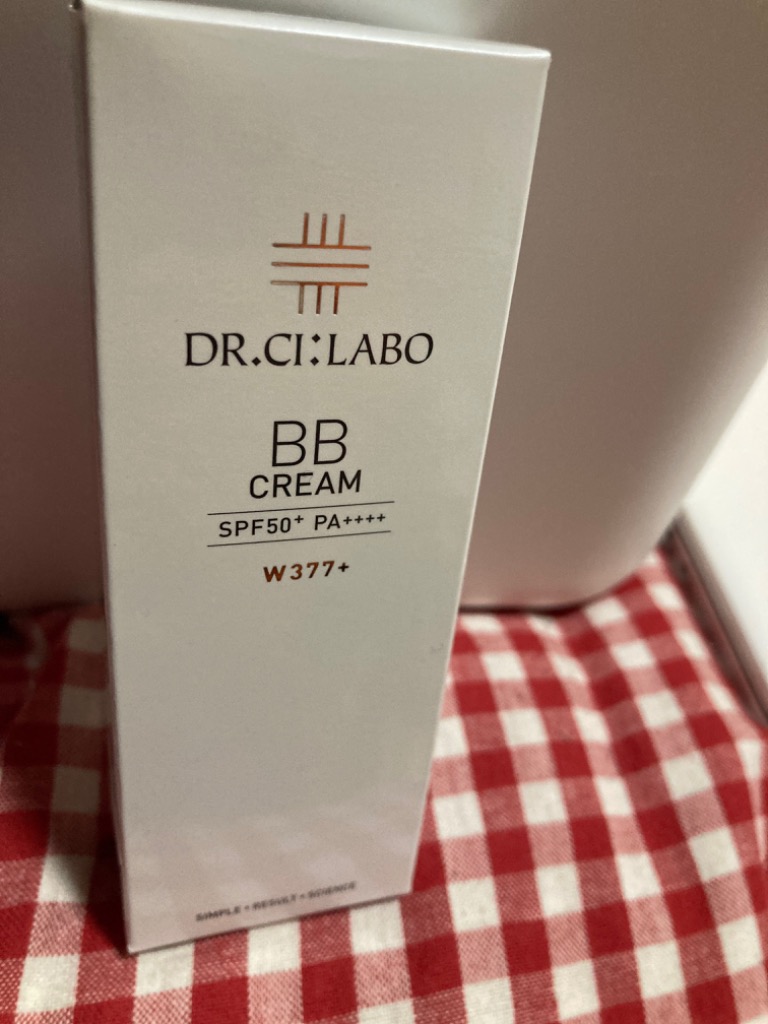 DR.CI:LABO
BB
CREAM
SPF50+ PA++++
W377+
SIMPLE • RESULT • SCIENCE